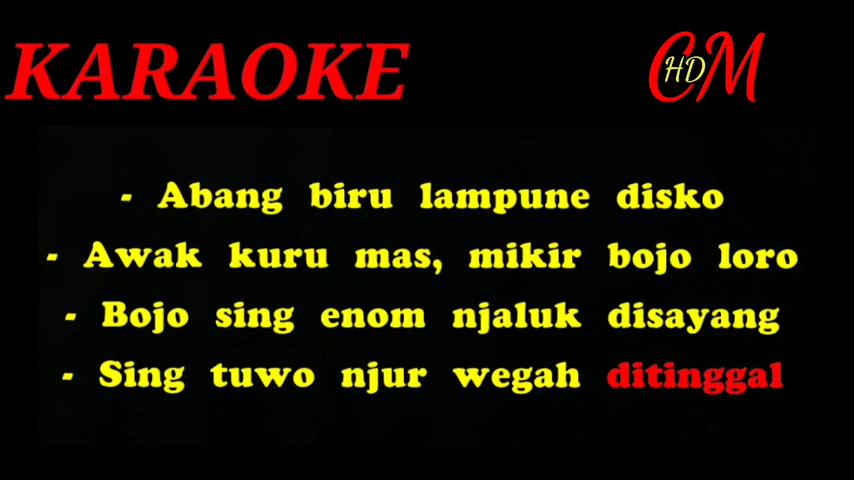 KARAOKE
CHDM
- Abang biru lampune disko
- Awak kuru mas, mikir bojo loro
- Bojo sing enom njaluk disayang
- Sing tuwo njur wegah ditinggal